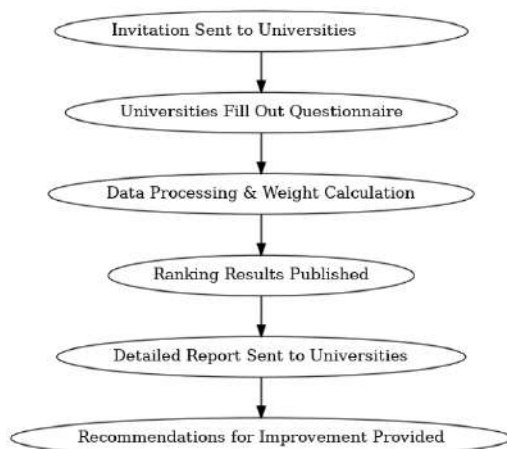 Invitation Sent to Universities
Universities Fill Out Questionnaire
Data Processing & Weight Calculation
Ranking Results Published
Detailed Report Sent to Universities
Recommendations for Improvement Provided